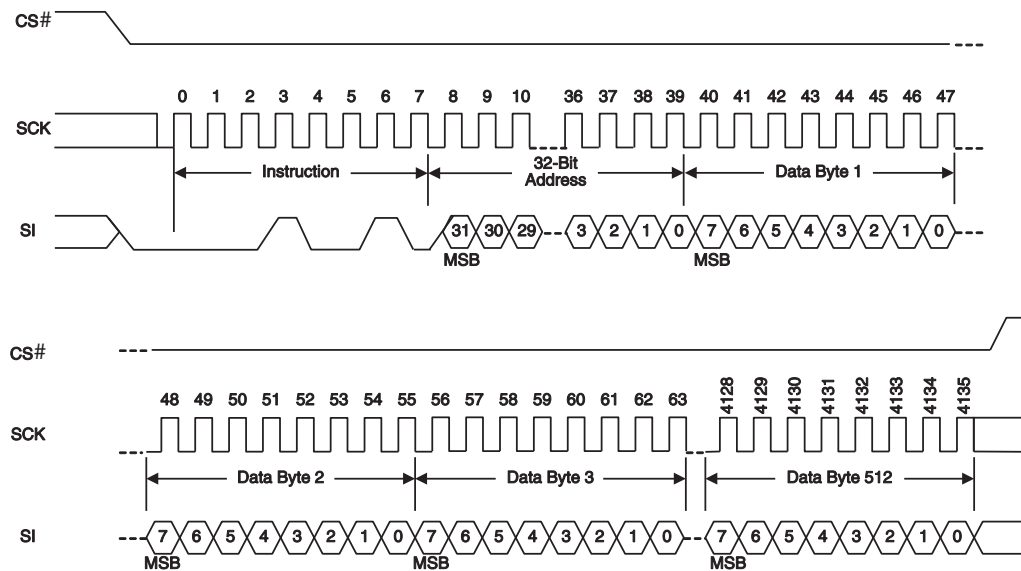 CS#
0 1 2 3 4 5 6 7 8 9 10 36 37 38 39 40 41 42 43 44 45 46 47
SCK
Instruction 32-Bit Address Data Byte 1
SI 31 30 29 3 2 1 0 7 6 5 4 3 2 1 0
MSB MSB
CS#
48 49 50 51 52 53 54 55 56 57 58 59 60 61 62 63 4128 4129 4130 4131 4132 4133 4134 4135
SCK
Data Byte 2 Data Byte 3 Data Byte 512
SI 7 6 5 4 3 2 1 0 7 6 5 4 3 2 1 0 7 6 5 4 3 2 1 0
MSB MSB MSB